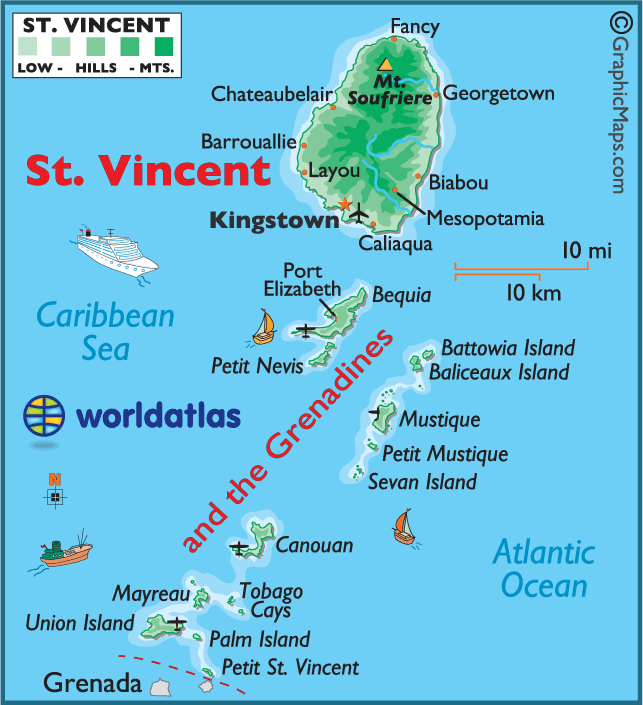 ST. VINCENT
LOW - HILLS - MTS.
© GraphicMaps.com
Fancy
Mt.
Soufriere
Chateaubelair
Georgetown
Barrouallie
St. Vincent
Layou
Biabou
Kingstown
Mesopotamia
Caliaqua
10 mi
10 km
Port
Elizabeth
Bequia
Caribbean
Sea
Petit Nevis
Battowia Island
Baliceaux Island
worldatlas
Mustique
and the Grenadines
Petit Mustique
Sevan Island
N
Canouan
Atlantic
Ocean
Mayreau
Tobago
Cays
Union Island
Palm Island
Petit St. Vincent
Grenada